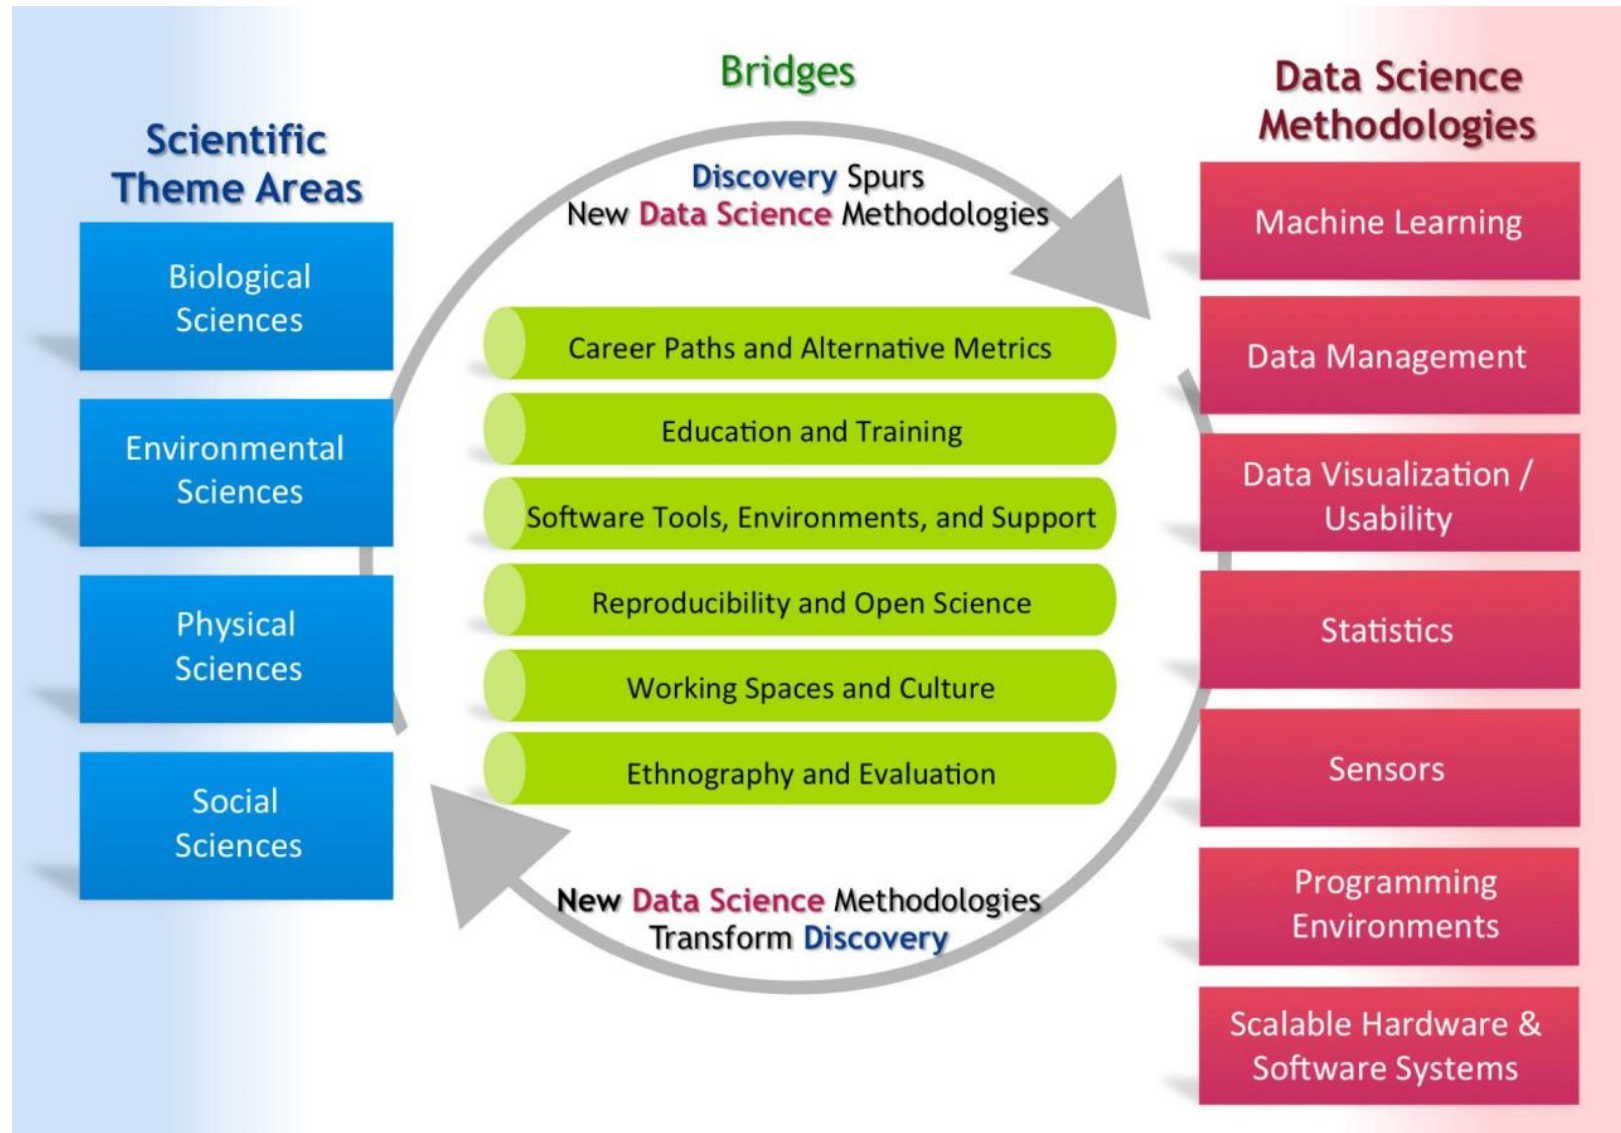 Scientific
Theme Areas
Biological
Sciences
Environmental
Sciences
Physical
Sciences
Social
Sciences
Bridges
Discovery Spurs
New Data Science Methodologies
Career Paths and Alternative Metrics
Education and Training
Software Tools, Environments, and Support
Reproducibility and Open Science
Working Spaces and Culture
Ethnography and Evaluation
New Data Science Methodologies
Transform Discovery
Data Science
Methodologies
Machine Learning
Data Management
Data Visualization /
Usability
Statistics
Sensors
Programming
Environments
Scalable Hardware &
Software Systems